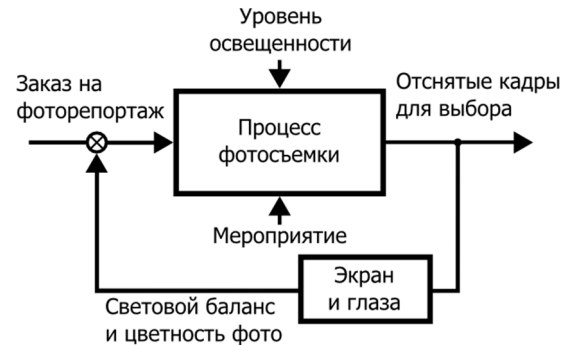 Уровень
освещенности
Заказ на
фоторепортаж
Отснятые кадры
для выбора
Процесс
фотосъемки
Мероприятие
Экран
и глаза
Световой баланс
и цветность фото